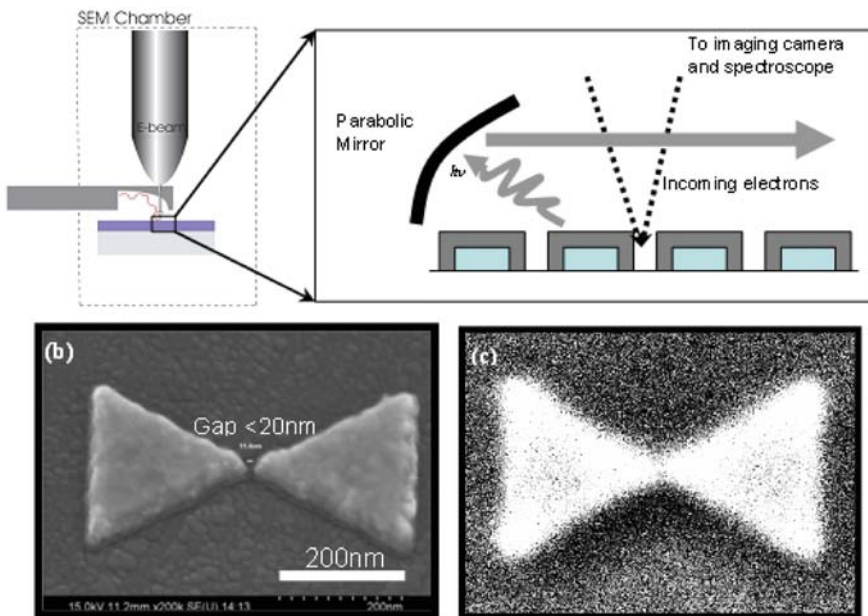 SEM Chamber
E-beam
To imaging camera
and spectroscope
Parabolic
Mirror
hν
Incoming electrons
(b)
Gap <20nm
200nm
15.0kV 11.2mm x200k SE(U) 14:13
200nm
(c)